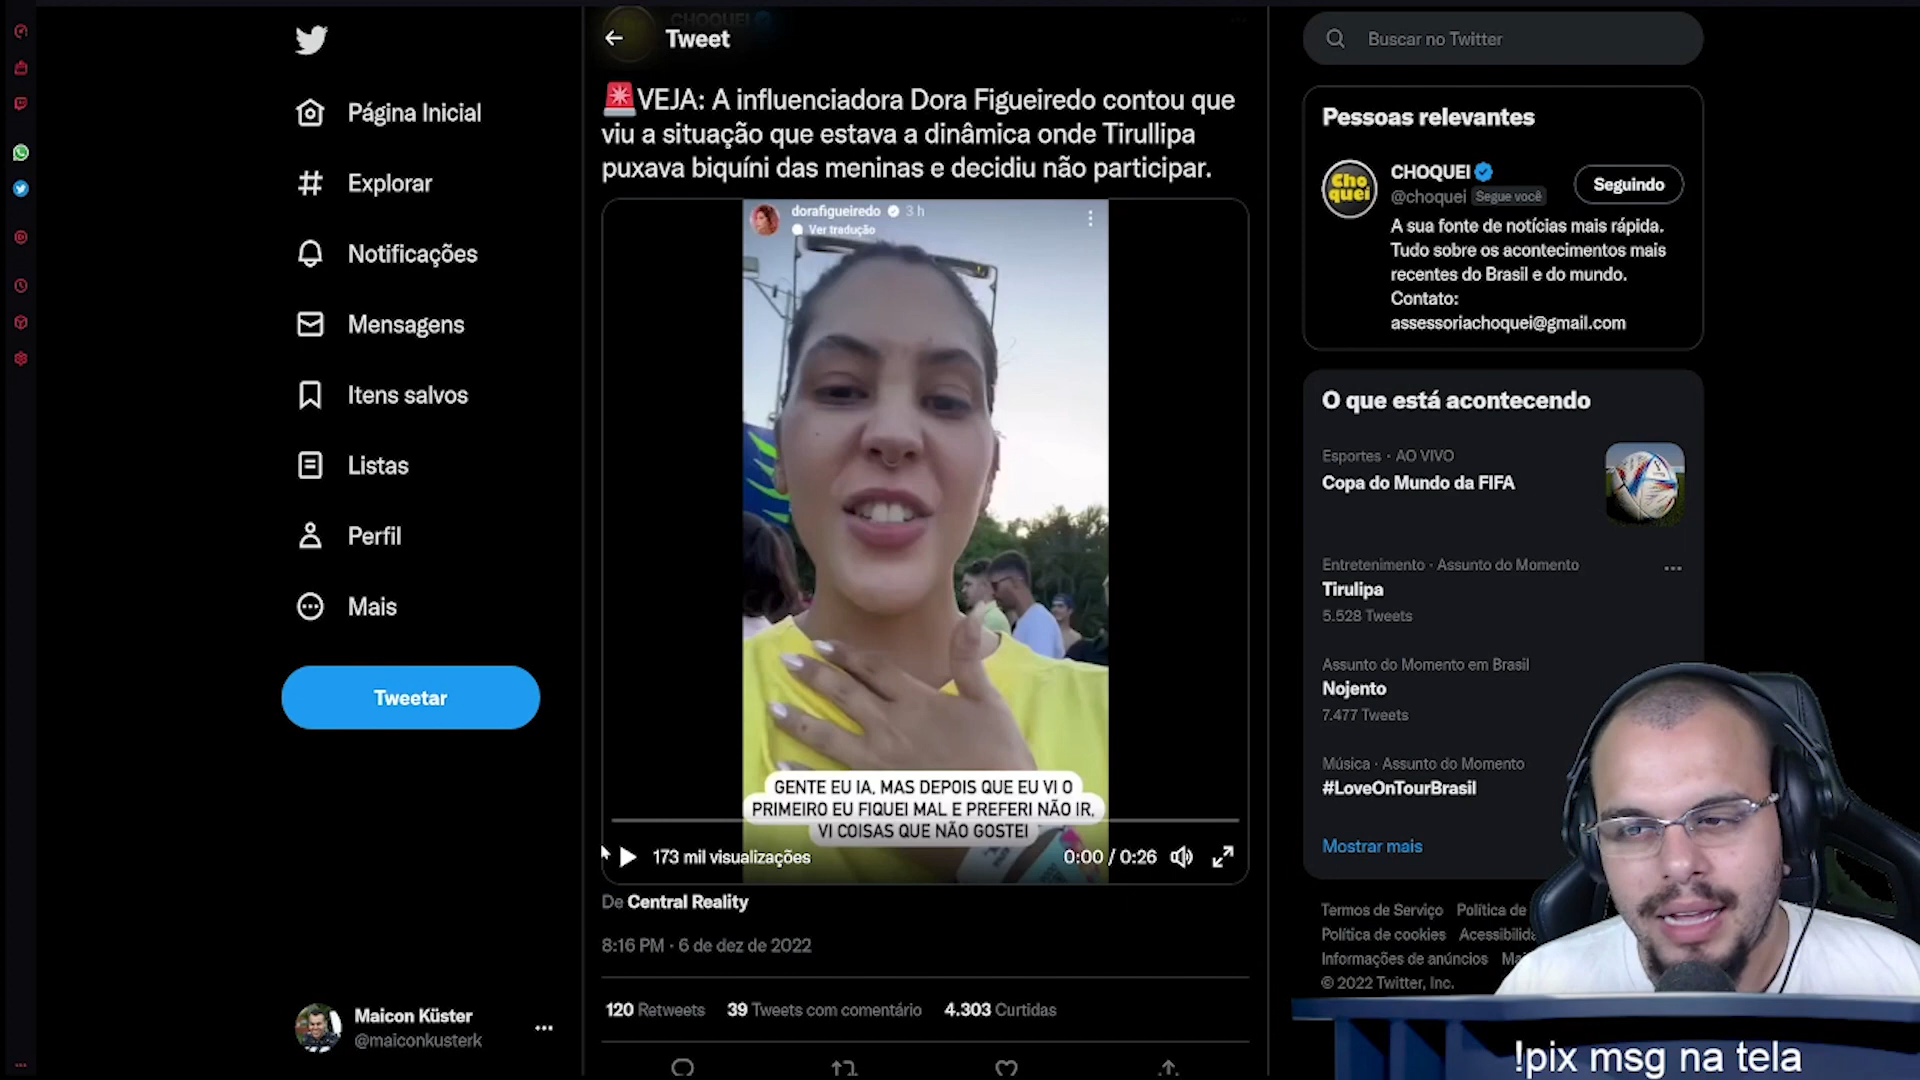 Página Inicial
Explorar
Notificações
Mensagens
Itens salvos
Listas
Perfil
Mais
Tweetar
Maicon Küster
@maiconkusterk
CHOQUEI
Tweet
VEJA: A influenciadora Dora Figueiredo contou que
viu a situação que estava a dinâmica onde Tirullipa
puxava biquíni das meninas e decidiu não participar.
dorafigueiredo 3 h
Ver tradução
GENTE EU IA, MAS DEPOIS QUE EU VI O
PRIMEIRO EU FIQUEI MAL E PREFERI NÃO IR,
VI COISAS QUE NÃO GOSTEI
173 mil visualizações
0:00 / 0:26
De Central Reality
8:16 PM · 6 de dez de 2022
120 Retweets 39 Tweets com comentário 4.303 Curtidas
Buscar no Twitter
Pessoas relevantes
Cho
quei
CHOQUEI
@choquei Segue você
Seguindo
A sua fonte de notícias mais rápida.
Tudo sobre os acontecimentos mais
recentes do Brasil e do mundo.
Contato:
assessoriachoquei@gmail.com
O que está acontecendo
Esportes · AO VIVO
Copa do Mundo da FIFA
Entretenimento · Assunto do Momento
Tirulipa
5.528 Tweets
Assunto do Momento em Brasil
Nojento
7.477 Tweets
Música · Assunto do Momento
#LoveOnTourBrasil
Mostrar mais
Termos de Serviço Política de
Política de cookies
Informações de anúncios
© 2022 Twitter, Inc.
!pix msg na tela